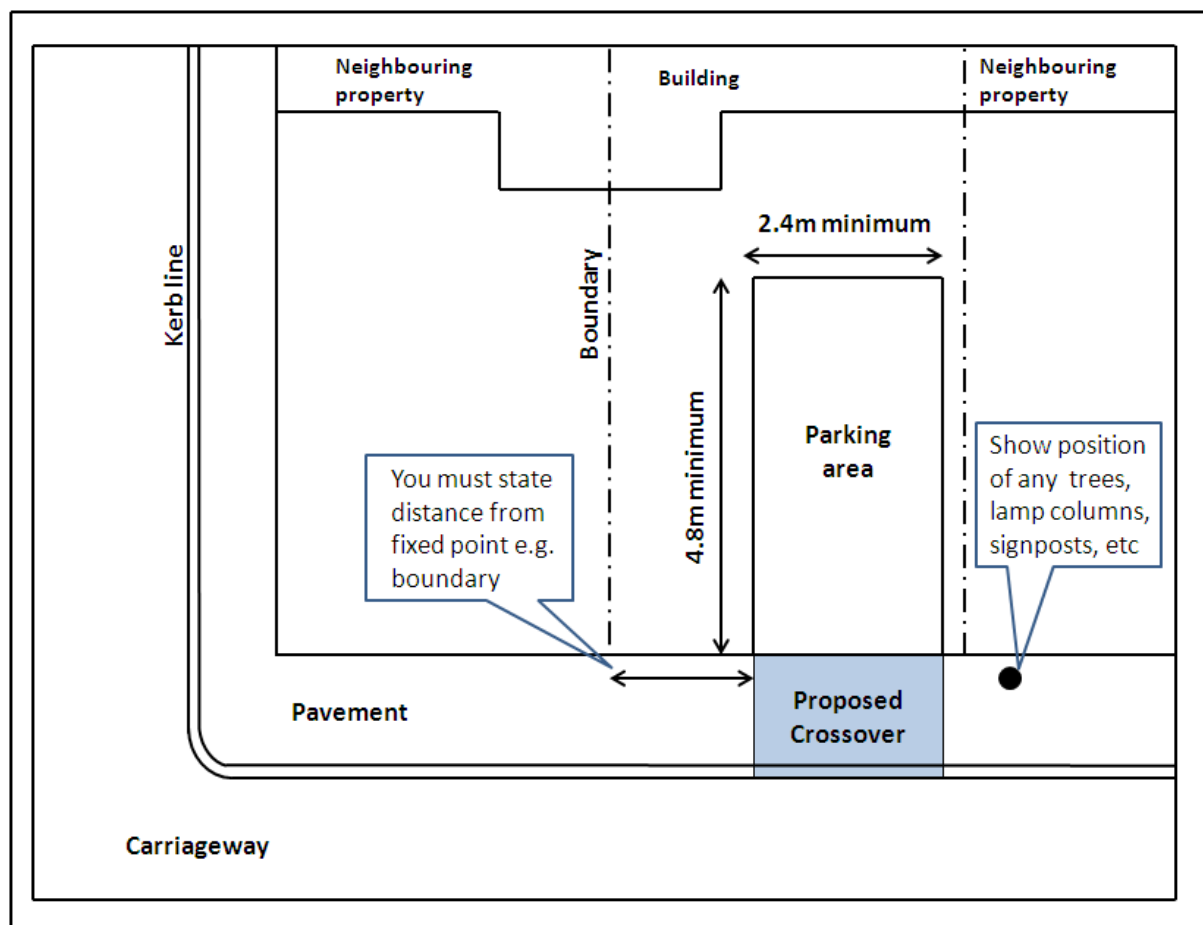 Neighbouring
property
Building
Neighbouring
property
2.4m minimum
Kerb line
Boundary
4.8m minimum
Parking
area
You must state
distance from
fixed point e.g.
boundary
Show position
of any trees,
lamp columns,
signposts, etc
Pavement
Proposed
Crossover
Carriageway